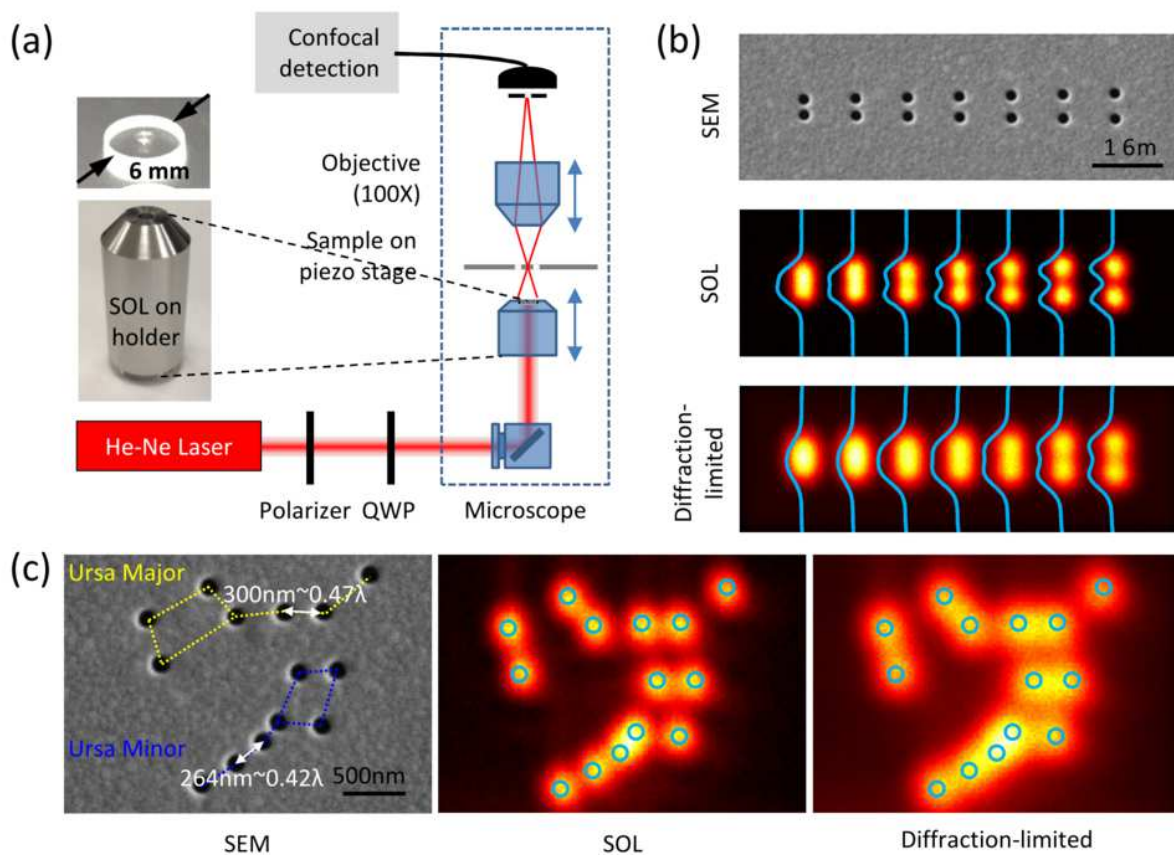 (a)
Confocal
detection
6 mm
Objective
(100X)
Sample on
piezo stage
SOL on
holder
He-Ne Laser
Polarizer
QWP
Microscope
(b)
SEM
1 6m
SOL
Diffraction-
limited
(c)
Ursa Major
300nm~0.47λ
Ursa Minor
264nm~0.42λ
500nm
SEM
SOL
Diffraction-limited